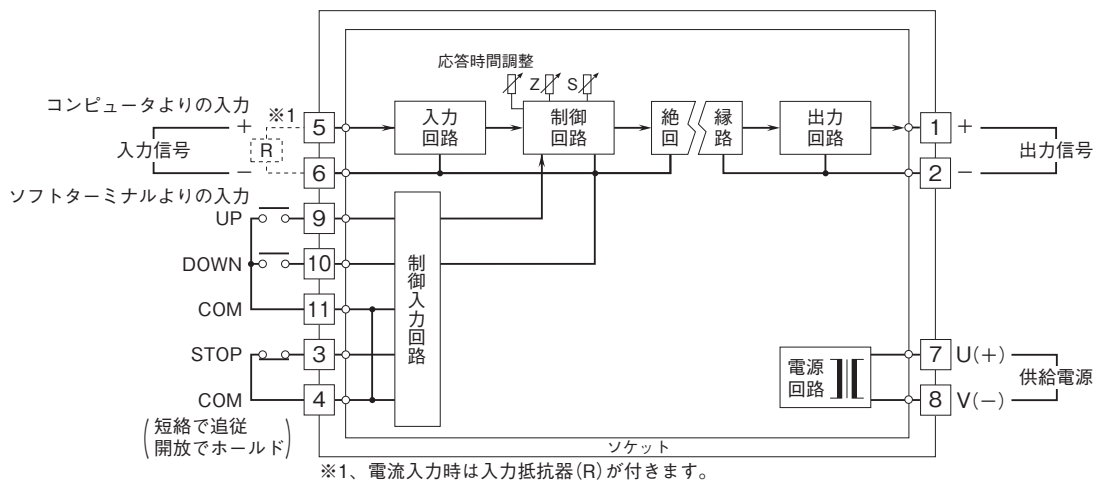 応答時間調整
Z
S
コンピュータよりの入力
※1
+
5
入力信号
R
−
6
入力
回路
制御
回路
絶
回
縁
路
出力
回路
1
+
出力信号
2
−
ソフトターミナルよりの入力
UP
9
DOWN
10
COM
11
STOP
3
COM
4
(短絡で追従
開放でホールド)
制御入力回路
電源
回路
7
U(+)
供給電源
8
V(−)
ソケット
※1、電流入力時は入力抵抗器(R)が付きます。